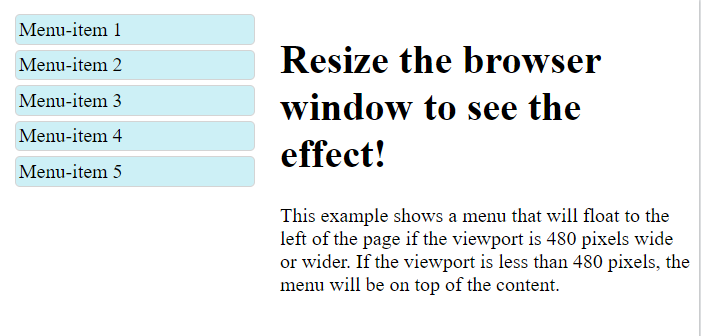 Menu-item 1
Menu-item 2
Menu-item 3
Menu-item 4
Menu-item 5
Resize the browser
window to see the
effect!
This example shows a menu that will float to the
left of the page if the viewport is 480 pixels wide
or wider. If the viewport is less than 480 pixels, the
menu will be on top of the content.